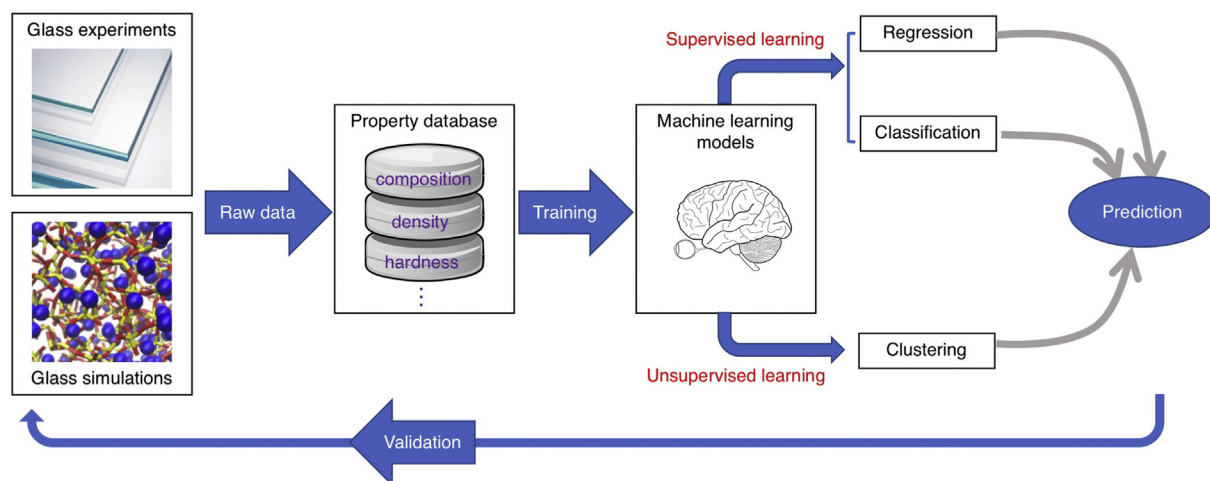 Glass experiments
Glass simulations
Raw data
Property database
composition
density
hardness
Training
Machine learning
models
Supervised learning
Unsupervised learning
Regression
Classification
Clustering
Prediction
Validation